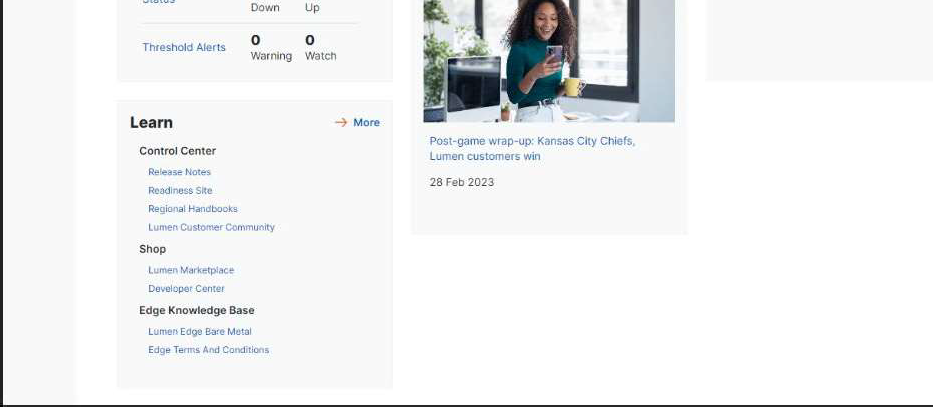 Status
Down Up
Threshold Alerts
0 0
Warning Watch
Learn
More
Control Center
Release Notes
Readiness Site
Regional Handbooks
Lumen Customer Community
Shop
Lumen Marketplace
Developer Center
Edge Knowledge Base
Lumen Edge Bare Metal
Edge Terms And Conditions
Post-game wrap-up: Kansas City Chiefs,
Lumen customers win
28 Feb 2023